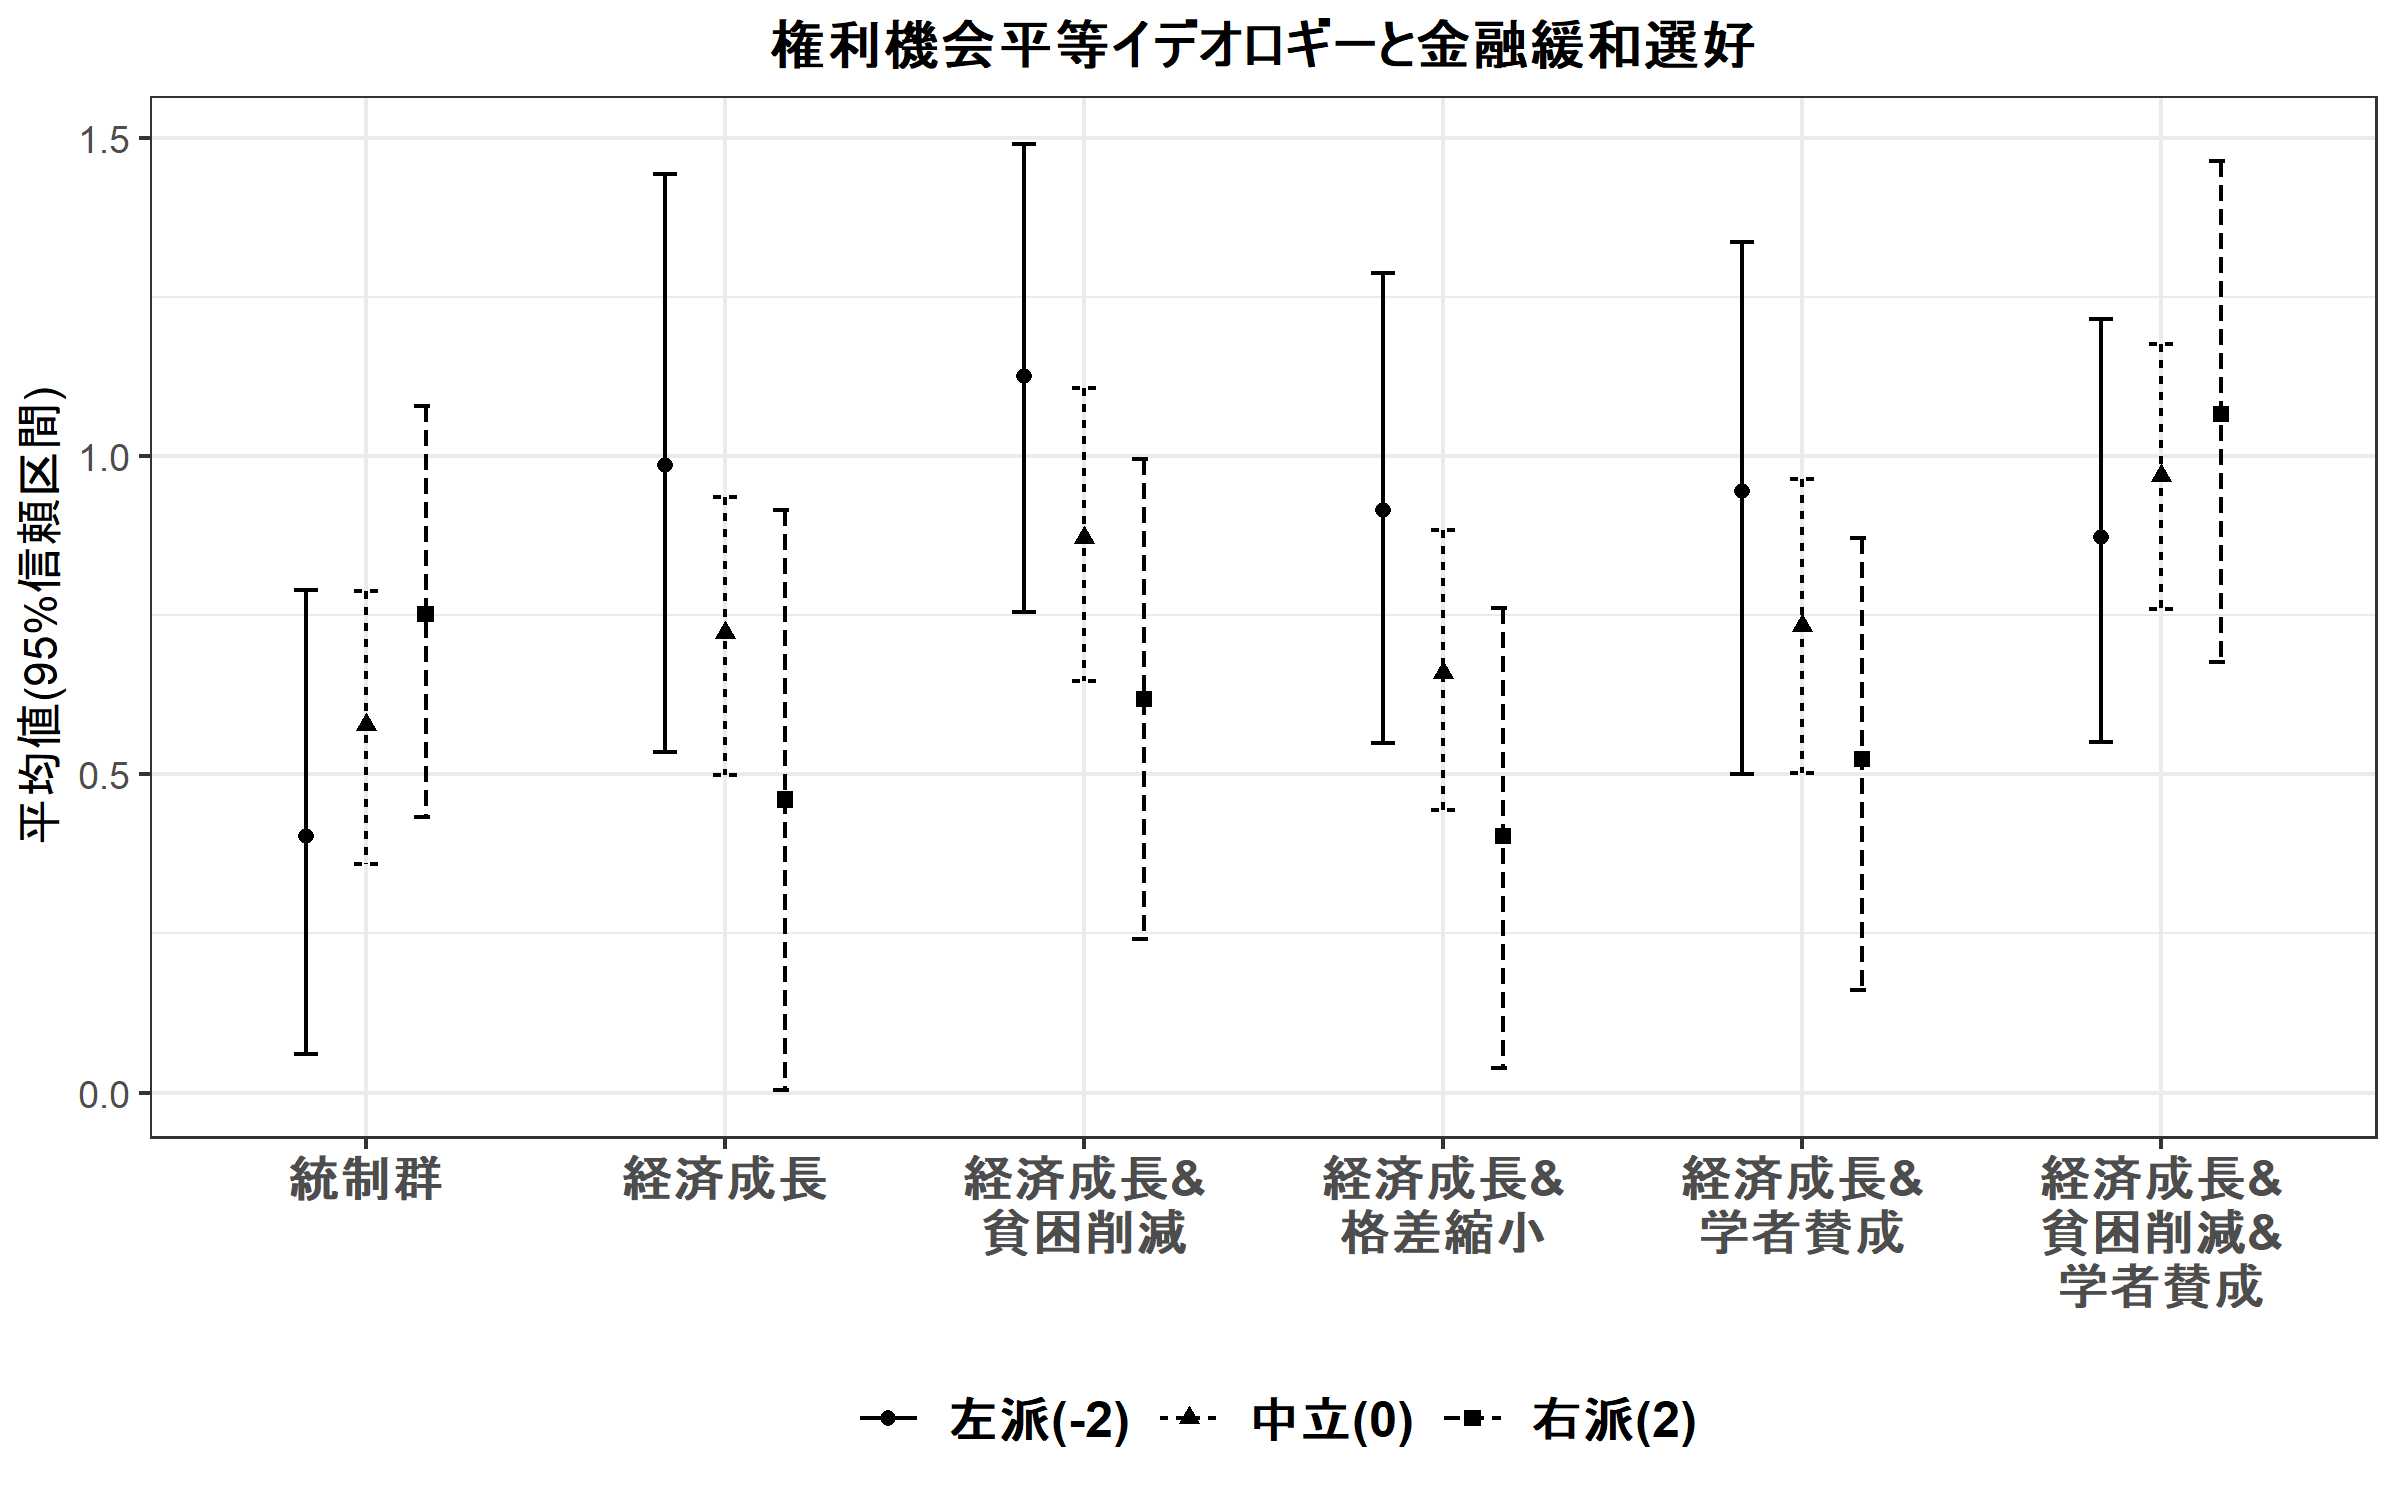 権利機会平等イデオロギーと金融緩和選好
平均値(95%信頼区間)
1.5
1.0
0.5
0.0
統制群
経済成長
経済成長&
貧困削減
経済成長&
格差縮小
経済成長&
学者賛成
経済成長&
貧困削減&
学者賛成
左派(-2)
中立(0)
右派(2)